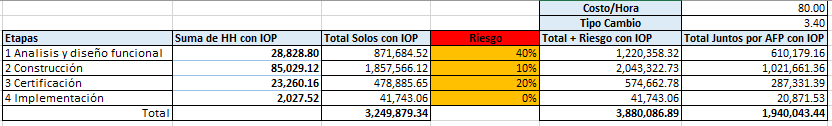 Costo/Hora 80.00
Tipo Cambio 3.40
Etapas Suma de HH con IOP Total Solos con IOP Riesgo Total + Riesgo con IOP Total Juntos por AFP con IOP
1 Analisis y diseño funcional 28,828.80 871,684.52 40% 1,220,358.32 610,179.16
2 Construcción 85,029.12 1,857,566.12 10% 2,043,322.73 1,021,661.36
3 Certificación 23,260.16 478,885.65 20% 574,662.78 287,331.39
4 Implementación 2,027.52 41,743.06 0% 41,743.06 20,871.53
Total 3,249,879.34 3,880,086.89 1,940,043.44